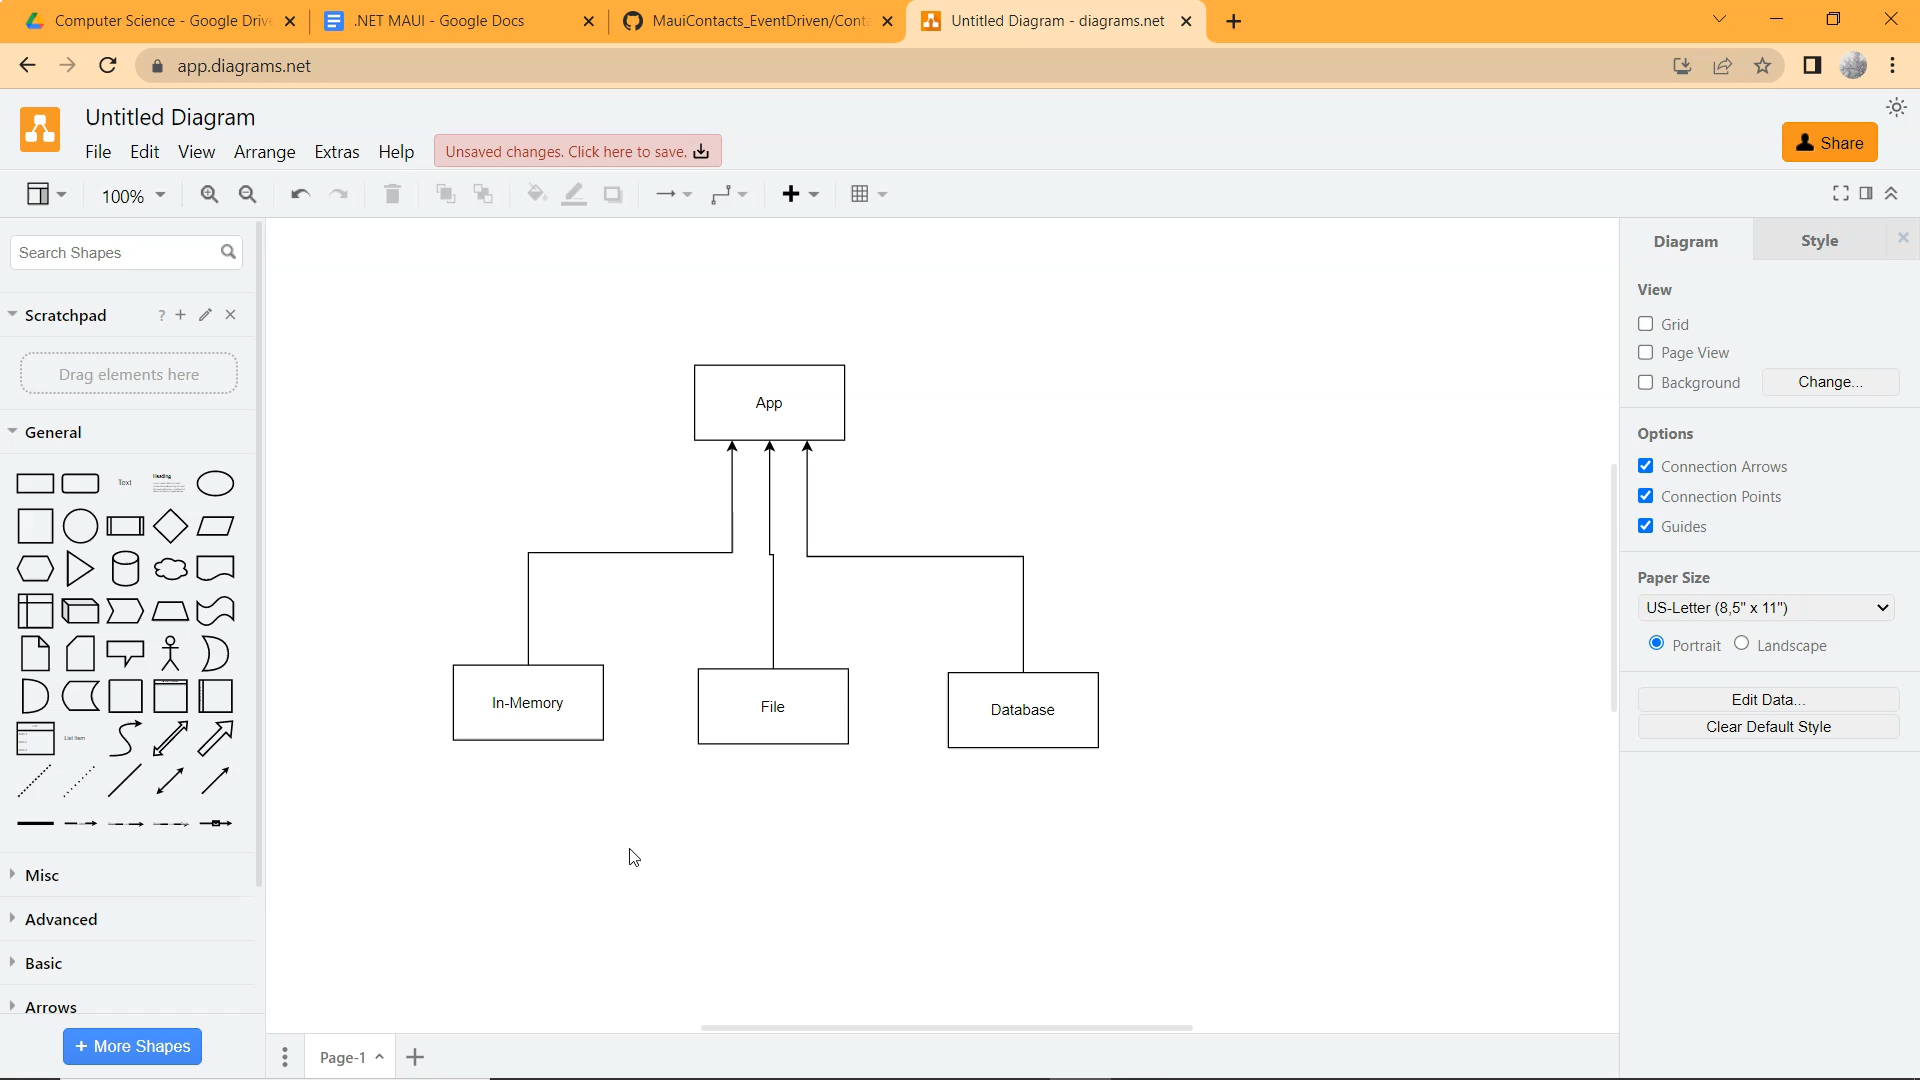 Computer Science - Google Drive
.NET MAUI - Google Docs
MauiContacts_EventDriven/Conta
Untitled Diagram - diagrams.net
app.diagrams.net
Untitled Diagram
File Edit View Arrange Extras Help
Unsaved changes. Click here to save.
Share
100%
Search Shapes
Scratchpad
?
Drag elements here
General
Text
Heading
List Item
Misc
Advanced
Basic
Arrows
+ More Shapes
App
In-Memory
File
Database
Page-1
Diagram
Style
View
Grid
Page View
Background
Change...
Options
Connection Arrows
Connection Points
Guides
Paper Size
US-Letter (8,5" x 11")
Portrait
Landscape
Edit Data...
Clear Default Style